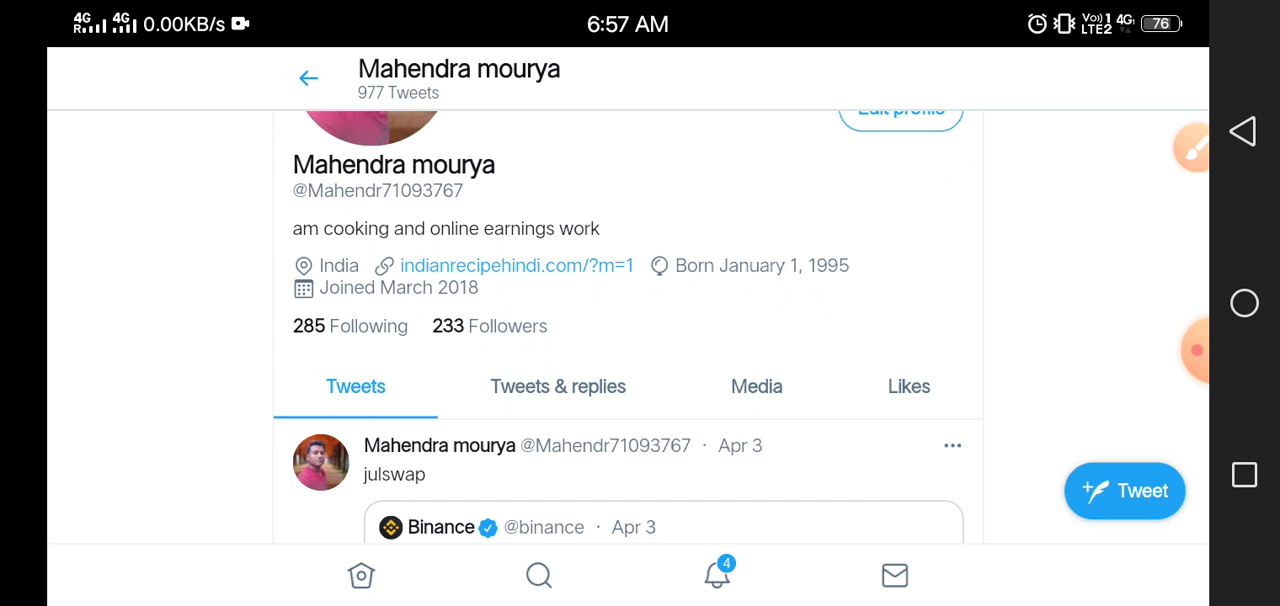 4G R 4G 0.00KB/s 6:57 AM Vo)) 1 4G LTE2 76
Mahendra mourya
977 Tweets
Edit profile
Mahendra mourya
@Mahendr71093767
am cooking and online earnings work
India indianrecipehindi.com/?m=1 Born January 1, 1995
Joined March 2018
285 Following 233 Followers
Tweets Tweets & replies Media Likes
Mahendra mourya @Mahendr71093767 · Apr 3
julswap
Tweet
Binance @binance · Apr 3
4